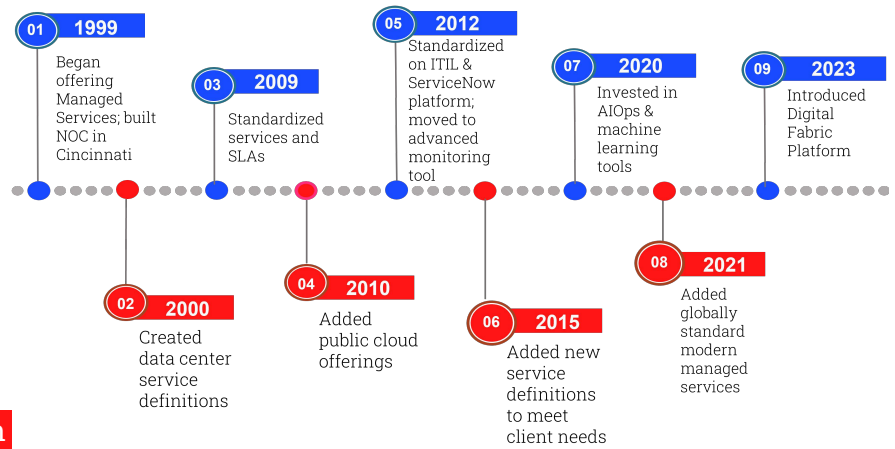 01
1999
Began
offering
Managed
Services; built
NOC in
Cincinnati
02
2000
Created
data center
service
definitions
03
2009
Standardized
services and
SLAs
04
2010
Added
public cloud
offerings
05
2012
Standardized
on ITIL &
ServiceNow
platform;
moved to
advanced
monitoring
tool
06
2015
Added new
service
definitions
to meet
client needs
07
2020
Invested in
AIOps &
machine
learning
tools
08
2021
Added
globally
standard
modern
managed
services
09
2023
Introduced
Digital
Fabric
Platform